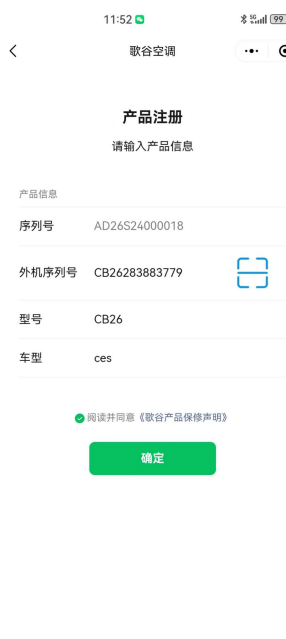 11:52
5G
99
歌谷空调
产品注册
请输入产品信息
产品信息
序列号 AD26S24000018
外机序列号 CB26283883779
型号 CB26
车型 ces
阅读并同意《歌谷产品保修声明》
确定